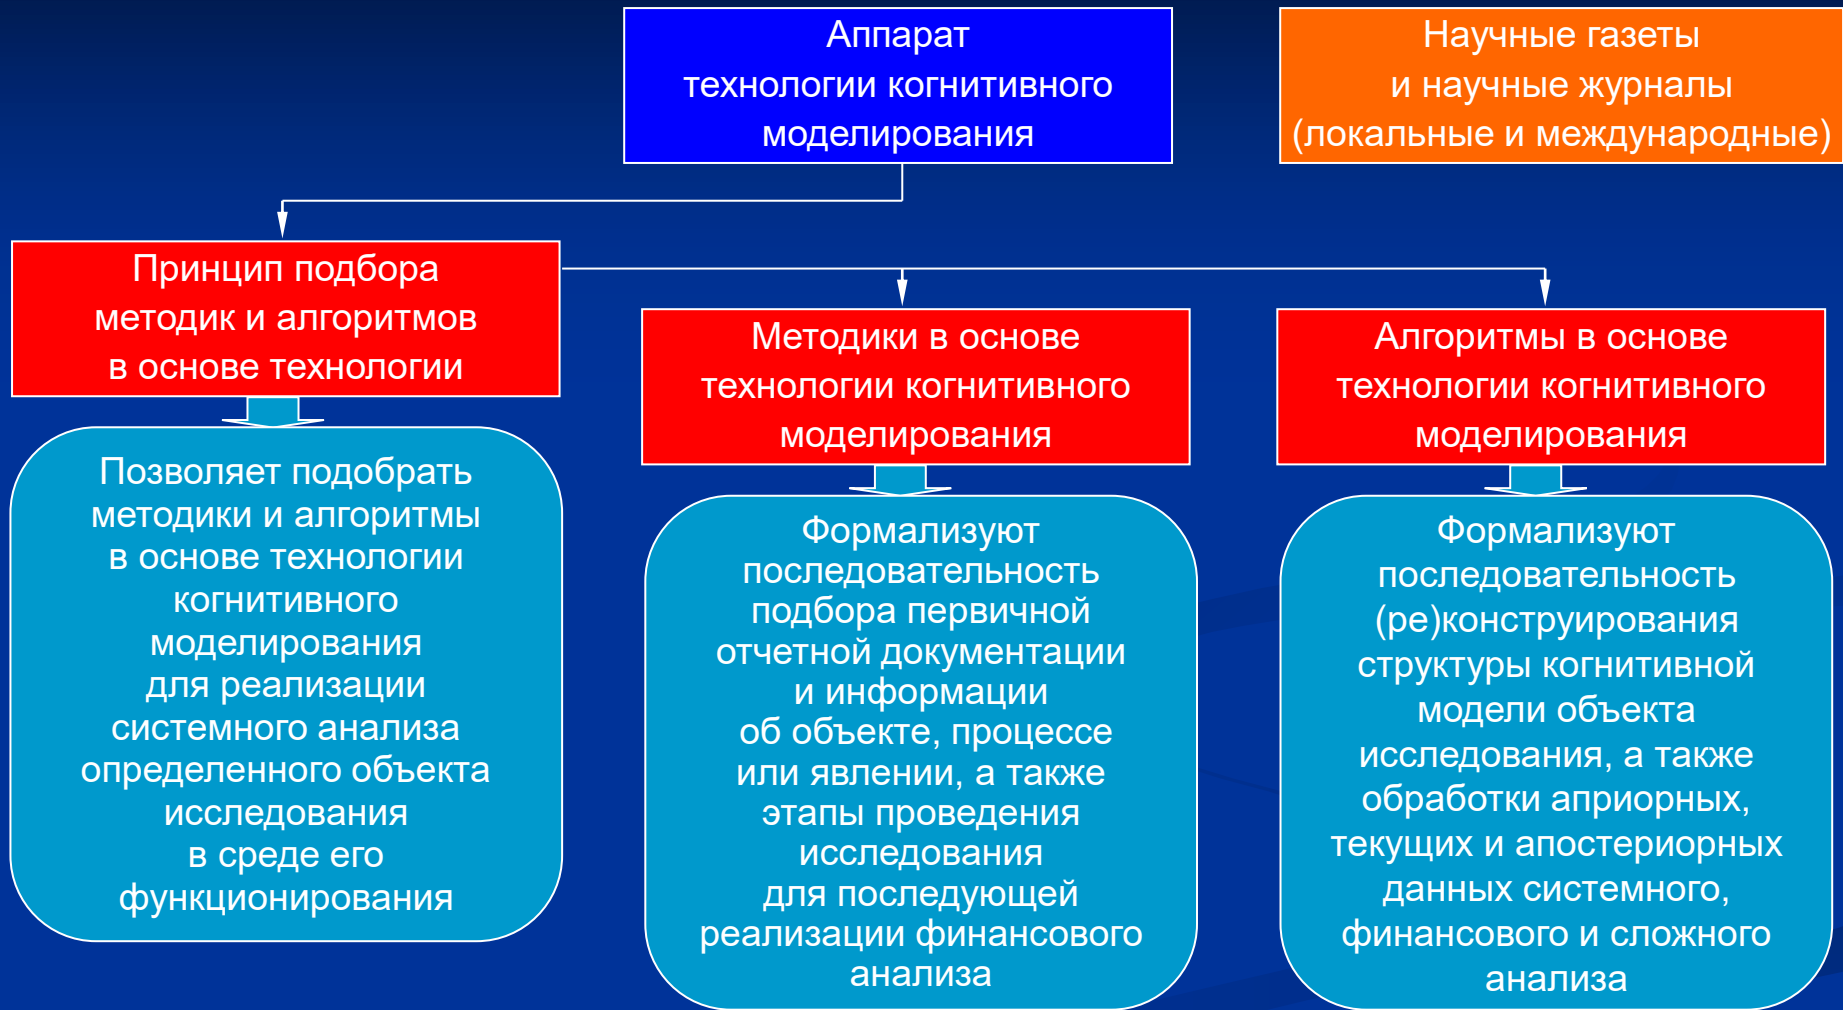 Аппарат
технологии когнитивного
моделирования
Научные газеты
и научные журналы
(локальные и международные)
Принцип подбора
методик и алгоритмов
в основе технологии
Методики в основе
технологии когнитивного
моделирования
Алгоритмы в основе
технологии когнитивного
моделирования
Позволяет подобрать
методики и алгоритмы
в основе технологии
когнитивного
моделирования
для реализации
системного анализа
определенного объекта
исследования
в среде его
функционирования
Формализуют
последовательность
подбора первичной
отчетной документации
и информации
об объекте, процессе
или явлении, а также
этапы проведения
исследования
для последующей
реализации финансового
анализа
Формализуют
последовательность
(ре)конструирования
структуры когнитивной
модели объекта
исследования, а также
обработки априорных,
текущих и апостериорных
данных системного,
финансового и сложного
анализа